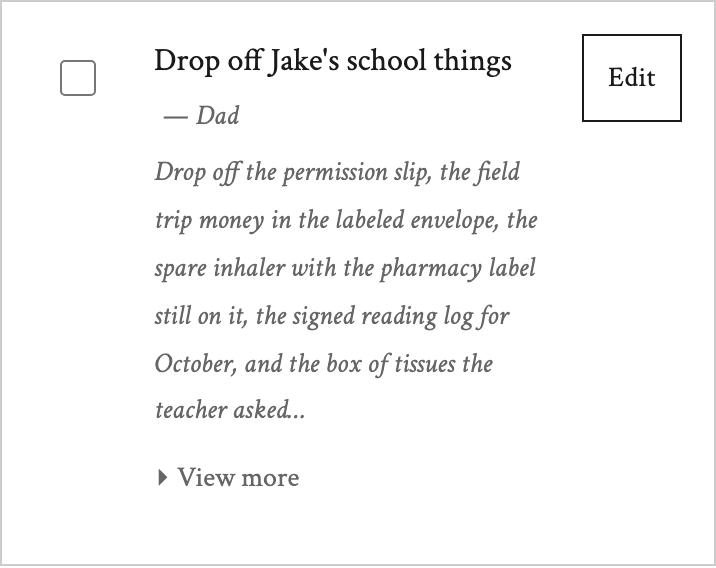 Drop off Jake's school things
Edit
— Dad
Drop off the permission slip, the field
trip money in the labeled envelope, the
spare inhaler with the pharmacy label
still on it, the signed reading log for
October, and the box of tissues the
teacher asked...
View more